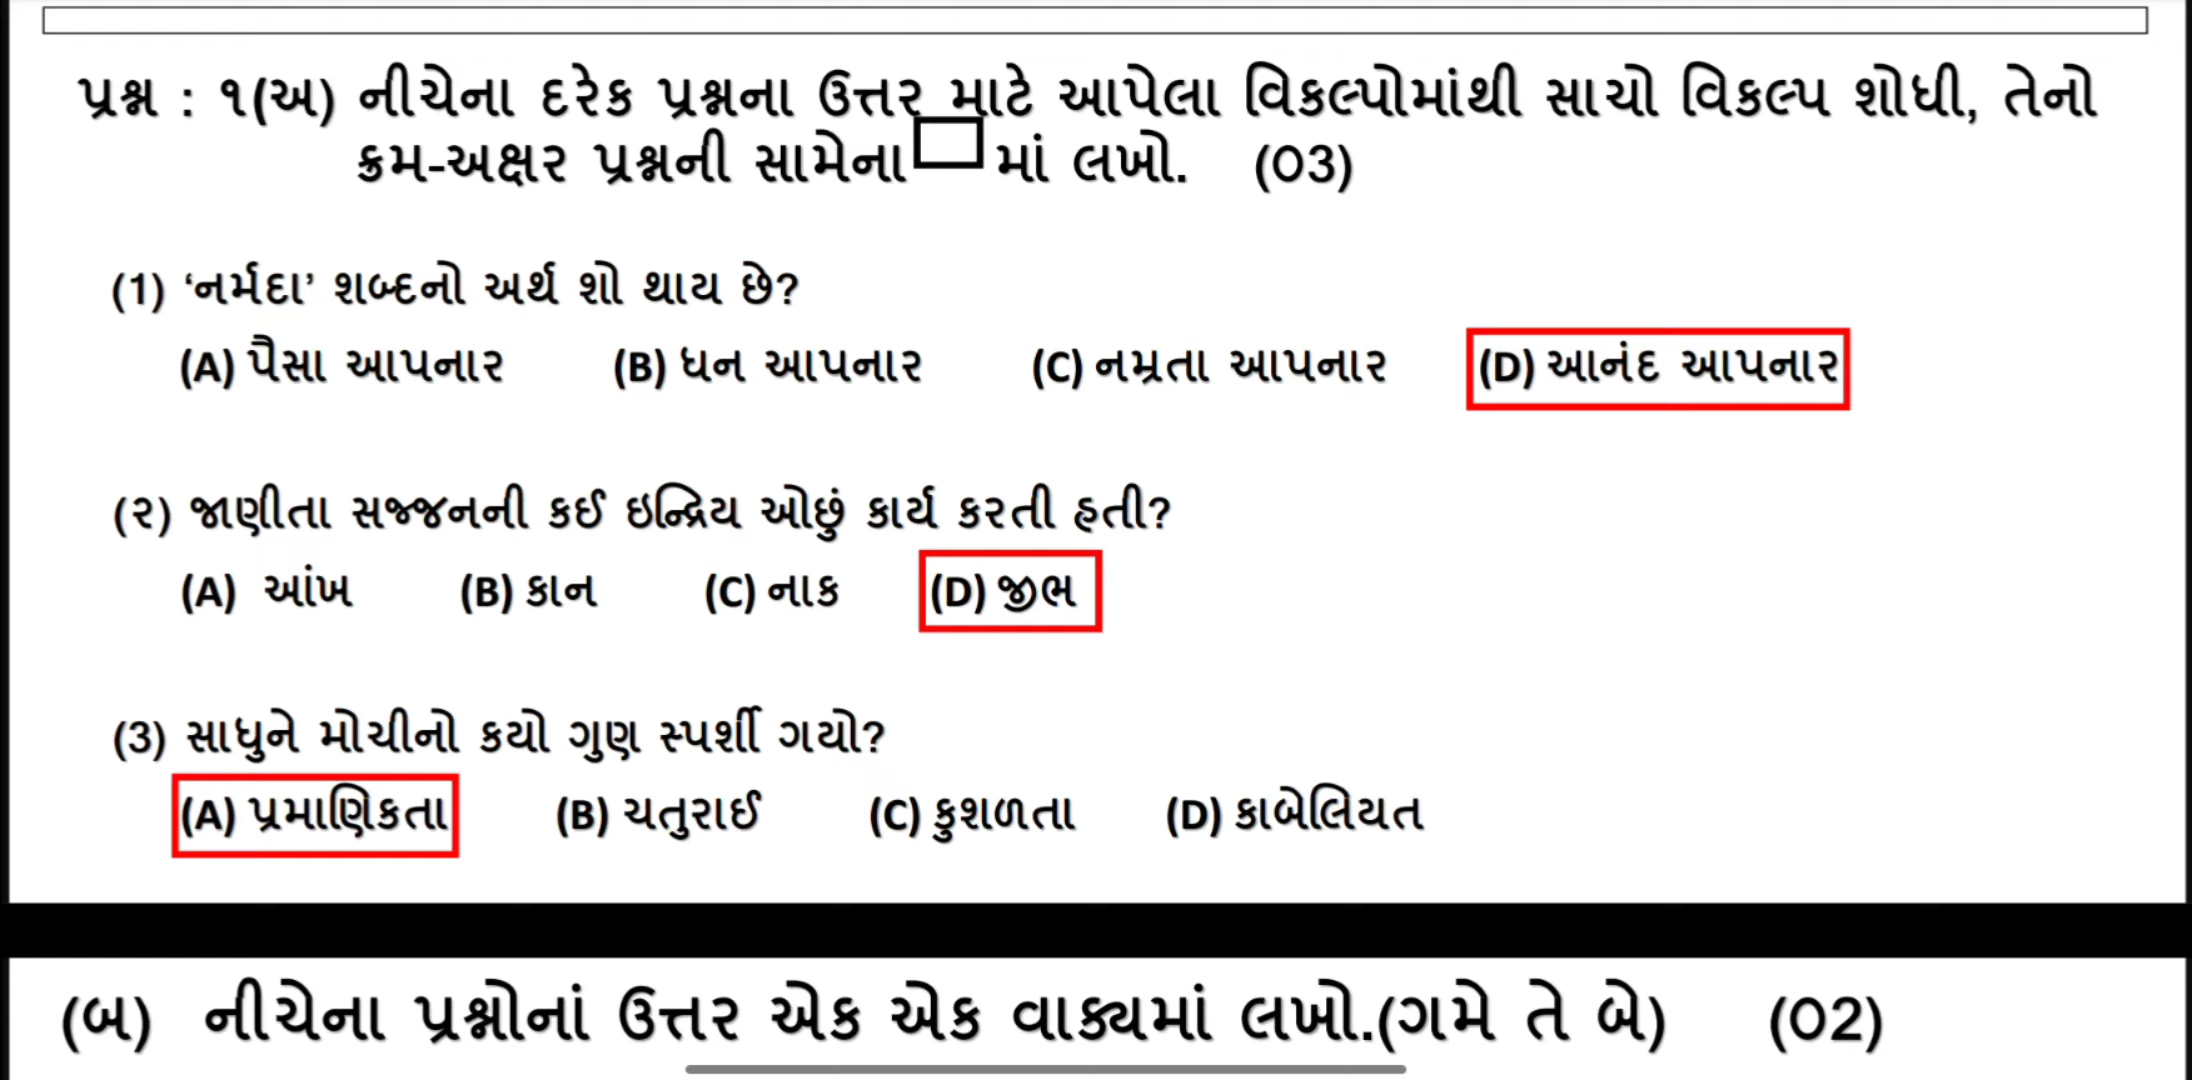 પ્રશ્ન : ૧(અ) નીચેના દરેક પ્રશ્નના ઉત્તર માટે આપેલા વિકલ્પોમાંથી સાચો વિકલ્પ શોધી, તેનો
ક્રમ-અક્ષર પ્રશ્નની સામેના માં લખો. (03)
(1) ‘નર્મદા’ શબ્દનો અર્થ શો થાય છે?
(A) પૈસા આપનાર (B) ધન આપનાર (C) નમ્રતા આપનાર (D) આનંદ આપનાર
(૨) જાણીતા સજ્જનની કઈ ઇન્દ્રિય ઓછું કાર્ય કરતી હતી?
(A) આંખ (B) કાન (C) નાક (D) જીભ
(3) સાધુને મોચીનો કયો ગુણ સ્પર્શી ગયો?
(A) પ્રમાણિકતા (B) ચતુરાઈ (C) કુશળતા (D) કાબેલિયત
(બ) નીચેના પ્રશ્નોનાં ઉત્તર એક એક વાક્યમાં લખો.(ગમે તે બે) (02)